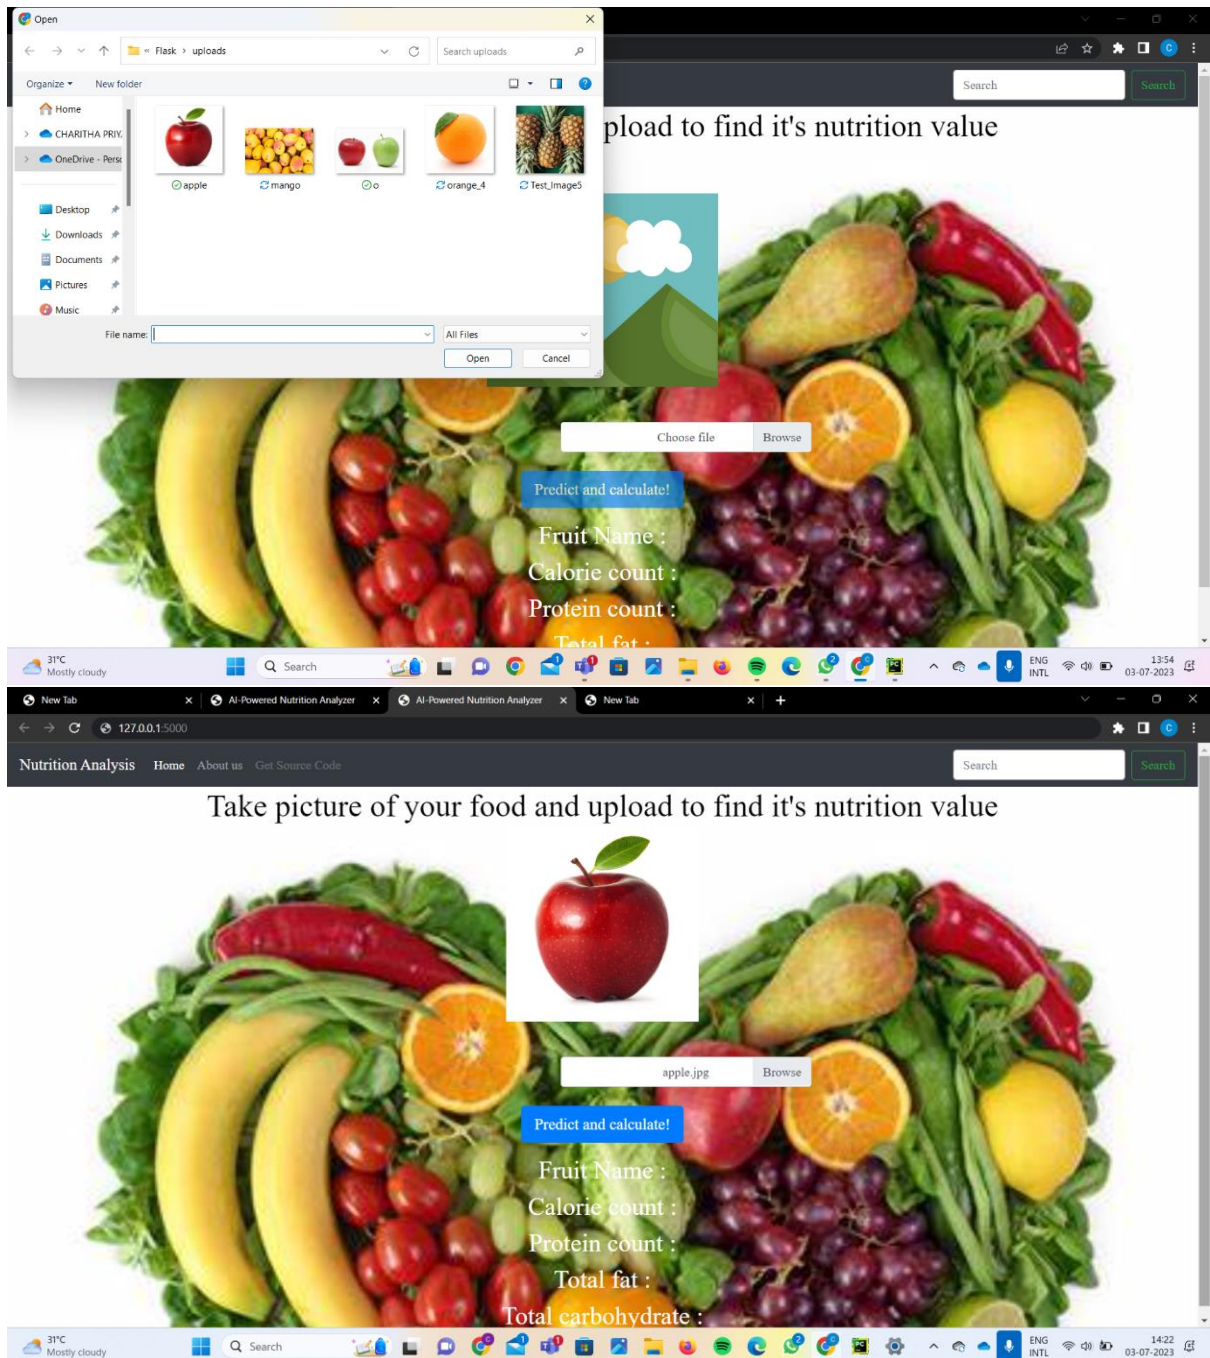 Open
« Flask › uploads
Search uploads
Organize
New folder
Home
CHARITHA PRIY.
OneDrive - Perso
Desktop
Downloads
Documents
Pictures
Music
apple
mango
o
orange_4
Test_Image5
File name:
All Files
Open
Cancel
Search
Search
pload to find it's nutrition value
Choose file
Browse
Predict and calculate!
Fruit Name :
Calorie count :
Protein count :
Total fat :
31°C
Mostly cloudy
Search
ENG
INTL
13:54
03-07-2023
New Tab
AI-Powered Nutrition Analyzer
AI-Powered Nutrition Analyzer
New Tab
127.0.0.1:5000
Nutrition Analysis
Home
About us
Get Source Code
Search
Search
Take picture of your food and upload to find it's nutrition value
apple.jpg
Browse
Predict and calculate!
Fruit Name :
Calorie count :
Protein count :
Total fat :
Total carbohydrate :
31°C
Mostly cloudy
Search
ENG
INTL
14:22
03-07-2023